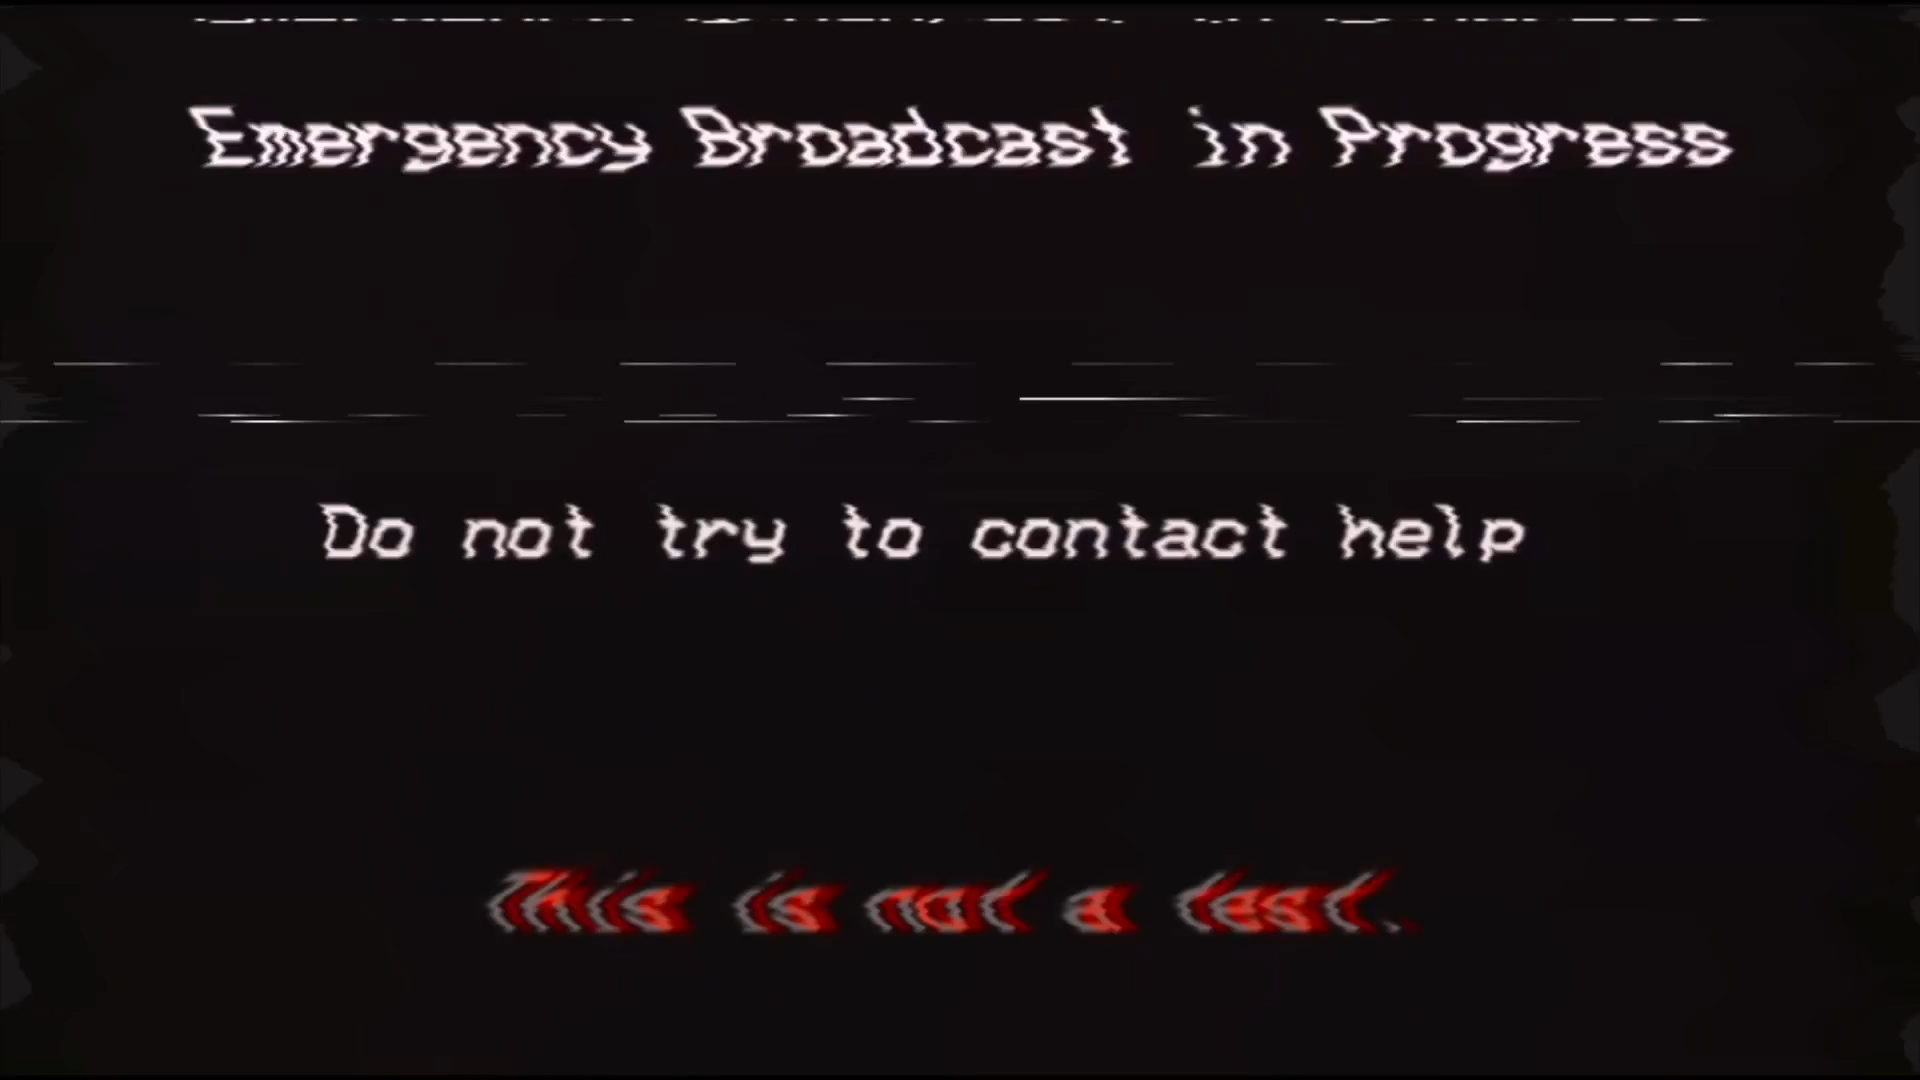 Emergency Broadcast in Progress
Do not try to contact help
This is not a test.